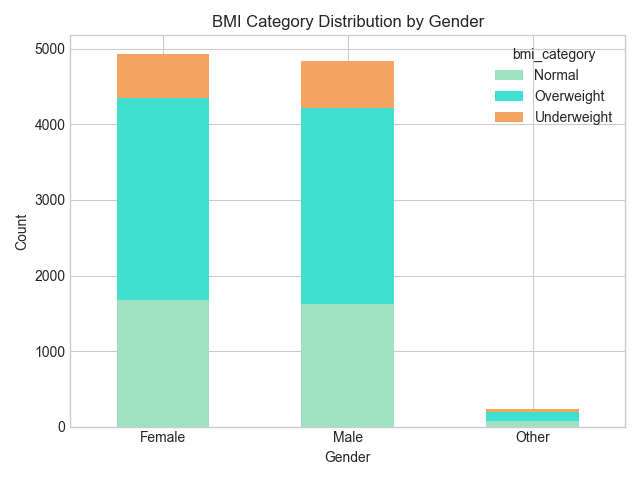 BMI Category Distribution by Gender
5000
4000
3000
2000
1000
0
Count
bmi_category
Normal
Overweight
Underweight
Female Male Other
Gender